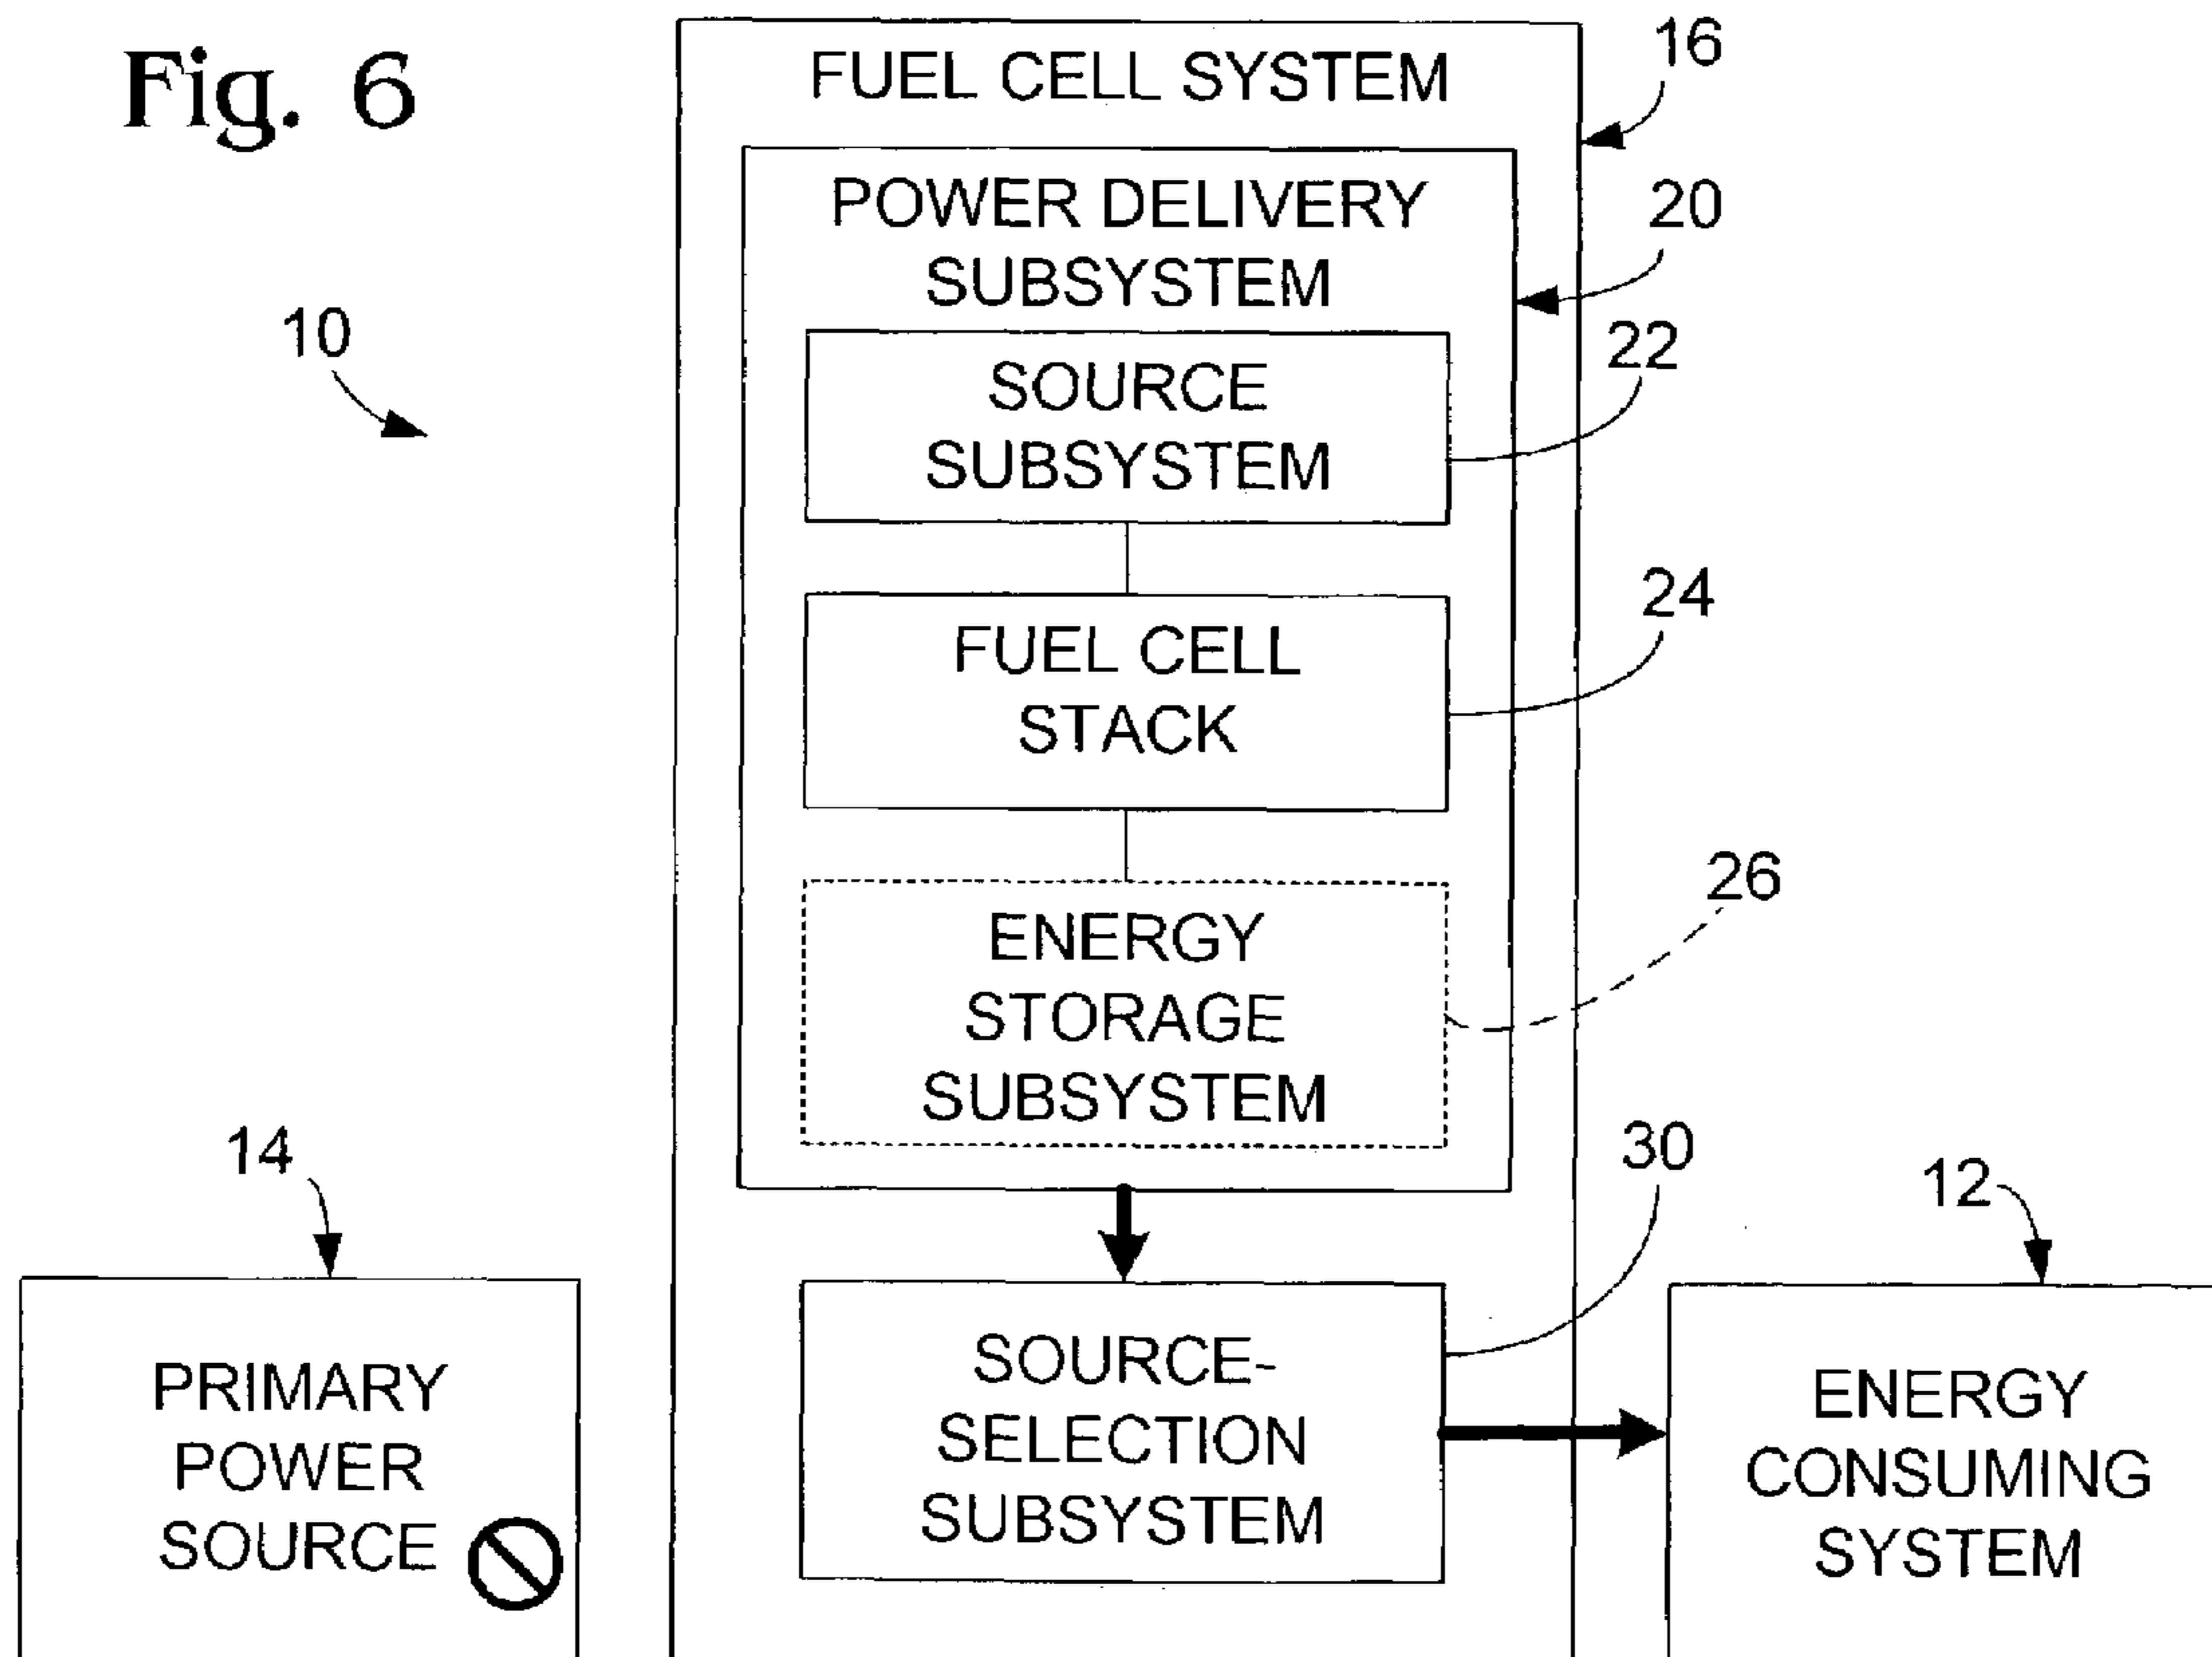 Fig. 6
FUEL CELL SYSTEM
16
POWER DELIVERY
SUBSYSTEM
20
10
SOURCE
SUBSYSTEM
22
FUEL CELL
STACK
24
ENERGY
STORAGE
SUBSYSTEM
26
14
30
12
PRIMARY
POWER
SOURCE
SOURCE-
SELECTION
SUBSYSTEM
ENERGY
CONSUMING
SYSTEM